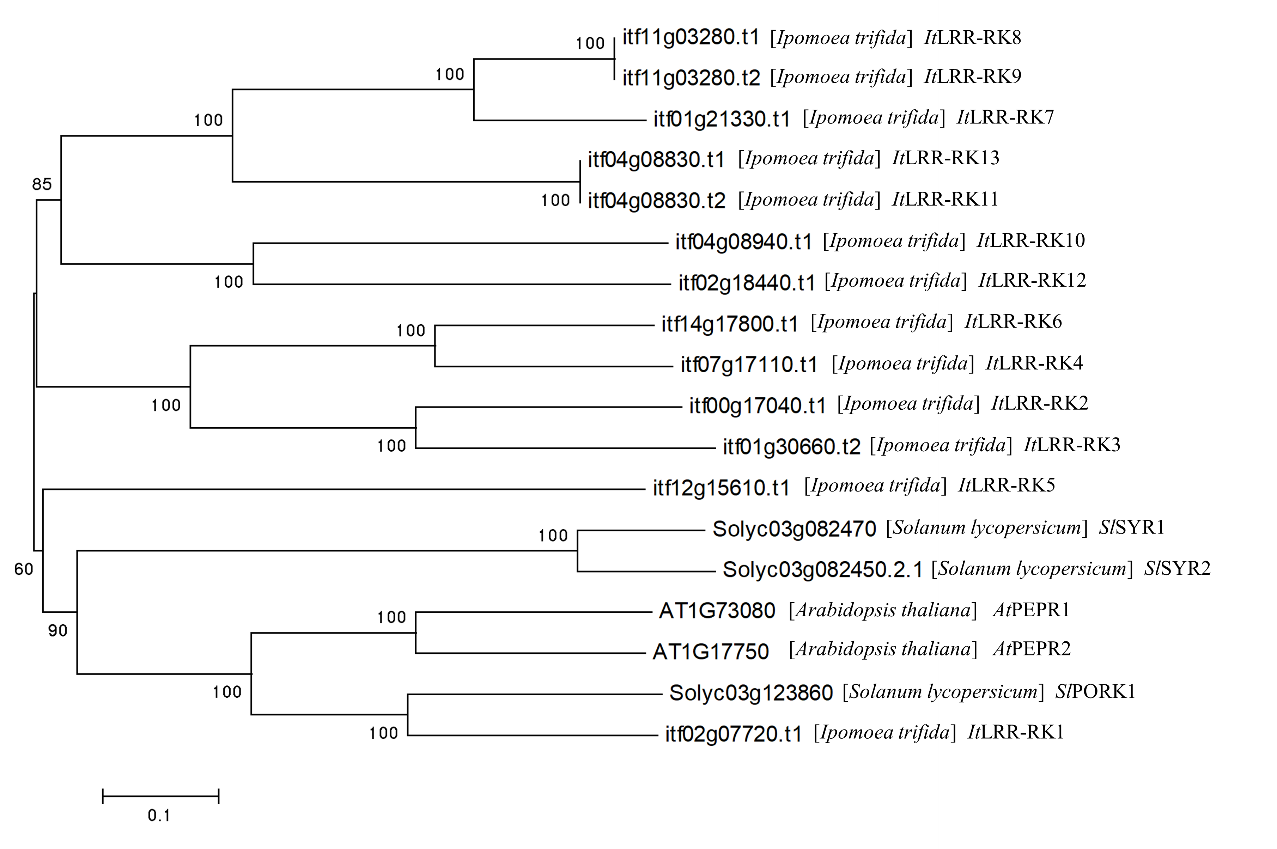 100 itf11g03280.t1 [Ipomoea trifida] ItLRR-RK8
100 itf11g03280.t2 [Ipomoea trifida] ItLRR-RK9
100 itf01g21330.t1 [Ipomoea trifida] ItLRR-RK7
itf04g08830.t1 [Ipomoea trifida] ItLRR-RK13
85 100 itf04g08830.t2 [Ipomoea trifida] ItLRR-RK11
itf04g08940.t1 [Ipomoea trifida] ItLRR-RK10
100 itf02g18440.t1 [Ipomoea trifida] ItLRR-RK12
100 itf14g17800.t1 [Ipomoea trifida] ItLRR-RK6
itf07g17110.t1 [Ipomoea trifida] ItLRR-RK4
100 itf00g17040.t1 [Ipomoea trifida] ItLRR-RK2
100 itf01g30660.t2 [Ipomoea trifida] ItLRR-RK3
itf12g15610.t1 [Ipomoea trifida] ItLRR-RK5
100 Solyc03g082470 [Solanum lycopersicum] SlSYR1
60 Solyc03g082450.2.1 [Solanum lycopersicum] SlSYR2
100 AT1G73080 [Arabidopsis thaliana] AtPEPR1
90 AT1G17750 [Arabidopsis thaliana] AtPEPR2
100 Solyc03g123860 [Solanum lycopersicum] SlPORK1
100 itf02g07720.t1 [Ipomoea trifida] ItLRR-RK1
0.1